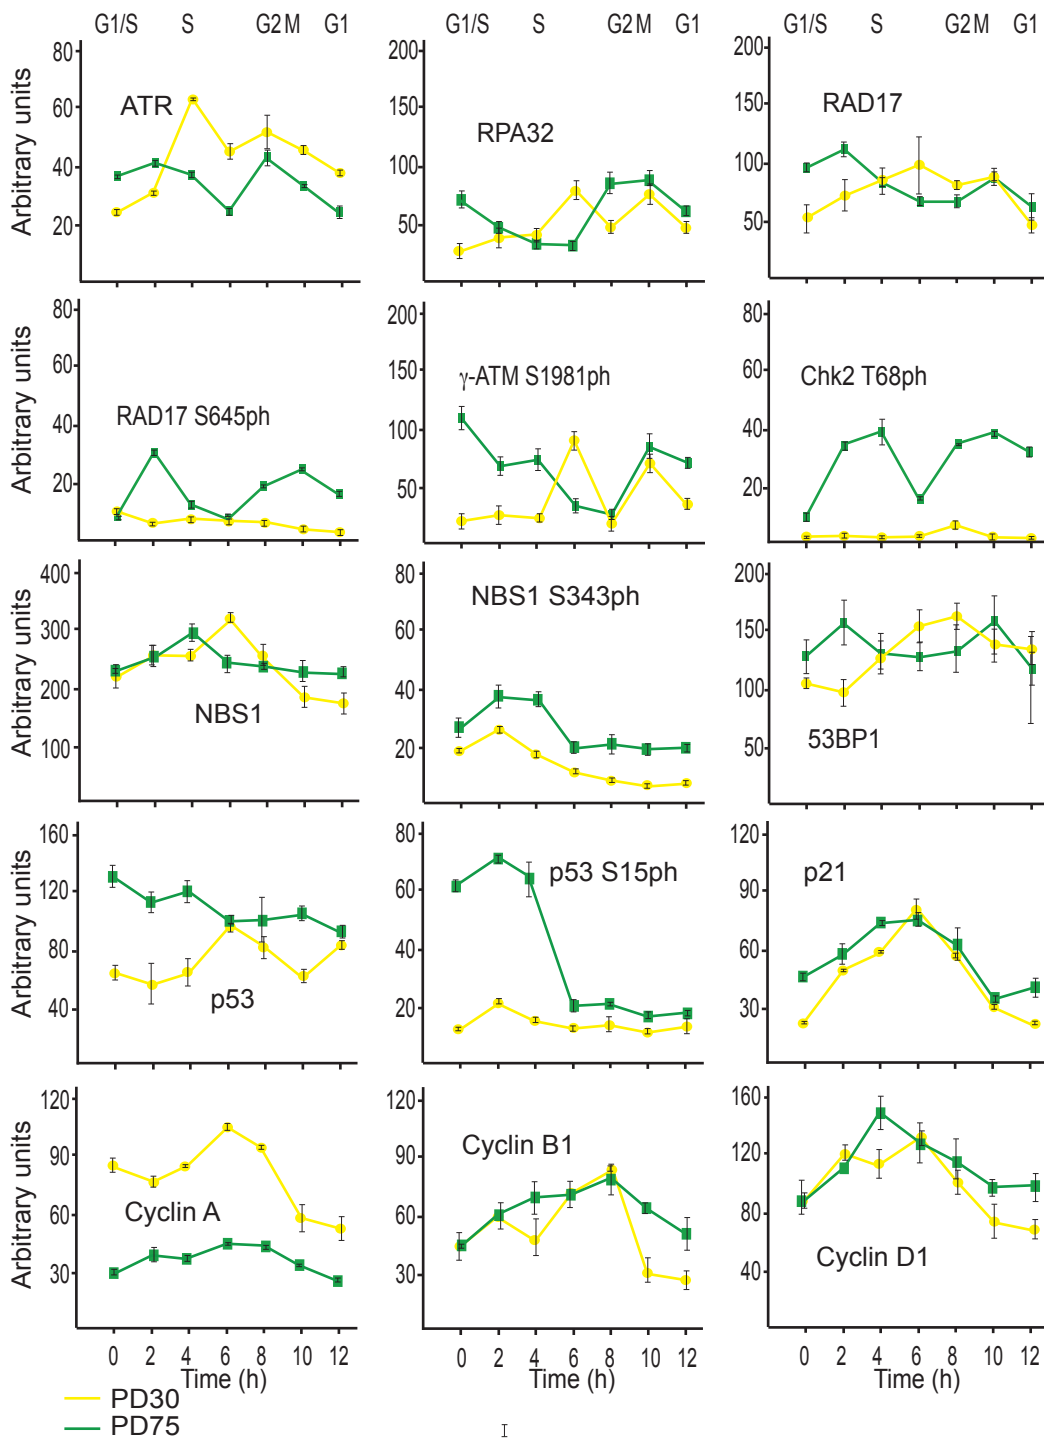 G1/S S G2 M G1 G1/S S G2 M G1 G1/S S G2 M G1
Arbitrary units
80
60
40
20
ATR
200
150
100
50
RPA32
200
150
100
50
RAD17
Arbitrary units
80
60
40
20
RAD17 S645ph
200
150
100
50
γ-ATM S1981ph
80
60
40
20
Chk2 T68ph
Arbitrary units
400
300
200
100
NBS1
80
60
40
20
NBS1 S343ph
200
150
100
50
53BP1
Arbitrary units
160
120
80
40
p53
80
60
40
20
p53 S15ph
120
90
60
30
p21
Arbitrary units
120
90
60
30
Cyclin A
120
90
60
30
Cyclin B1
160
120
80
40
Cyclin D1
0 2 4 6 8 10 12 0 2 4 6 8 10 12 0 2 4 6 8 10 12
Time (h) Time (h) Time (h)
PD30
PD75